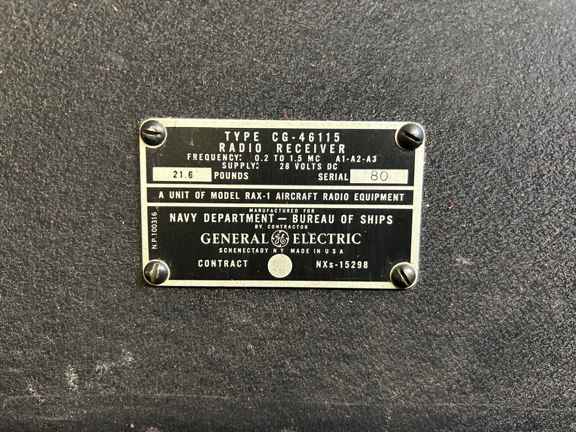 TYPE CG-46115
RADIO RECEIVER
FREQUENCY: 0.2 TO 1.5 MC A1-A2-A3
SUPPLY: 28 VOLTS DC
21.6 POUNDS SERIAL 80
A UNIT OF MODEL RAX-1 AIRCRAFT RADIO EQUIPMENT
MANUFACTURED FOR
NAVY DEPARTMENT — BUREAU OF SHIPS
BY CONTRACTOR
GENERAL GE ELECTRIC
SCHENECTADY N Y MADE IN U S A
CONTRACT NXs-15298
N.P. 100316